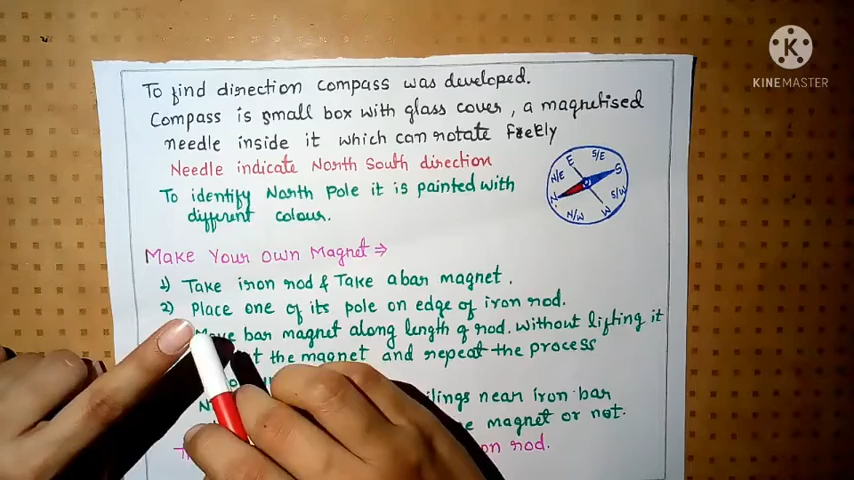 To find direction compass was developed.
Compass is small box with glass cover, a magnetised
needle inside it which can rotate freely
Needle indicate North South direction
To identify North Pole it is painted with
different colour.
E S/E S S/W W N/W N N/E
Make Your own Magnet ⇒
1) Take iron rod & Take a bar magnet.
2) Place one of its pole on edge of iron rod.
Move bar magnet along length of rod. Without lifting it
the magnet and repeat the process
near iron bar
magnet or not.
rod.
K
KINEMASTER